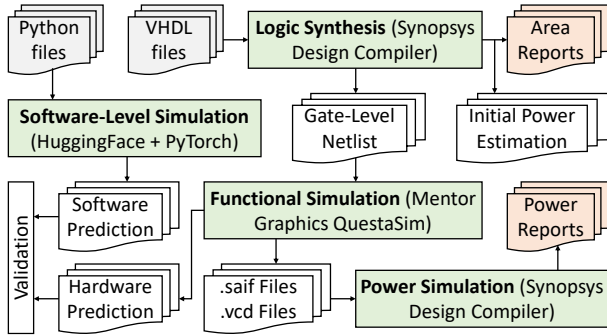 Python
files
VHDL
files
Logic Synthesis (Synopsys
Design Compiler)
Area
Reports
Software-Level Simulation
(HuggingFace + PyTorch)
Gate-Level
Netlist
Initial Power
Estimation
Validation
Software
Prediction
Functional Simulation (Mentor
Graphics QuestaSim)
Power
Reports
Hardware
Prediction
.saif Files
.vcd Files
Power Simulation (Synopsys
Design Compiler)